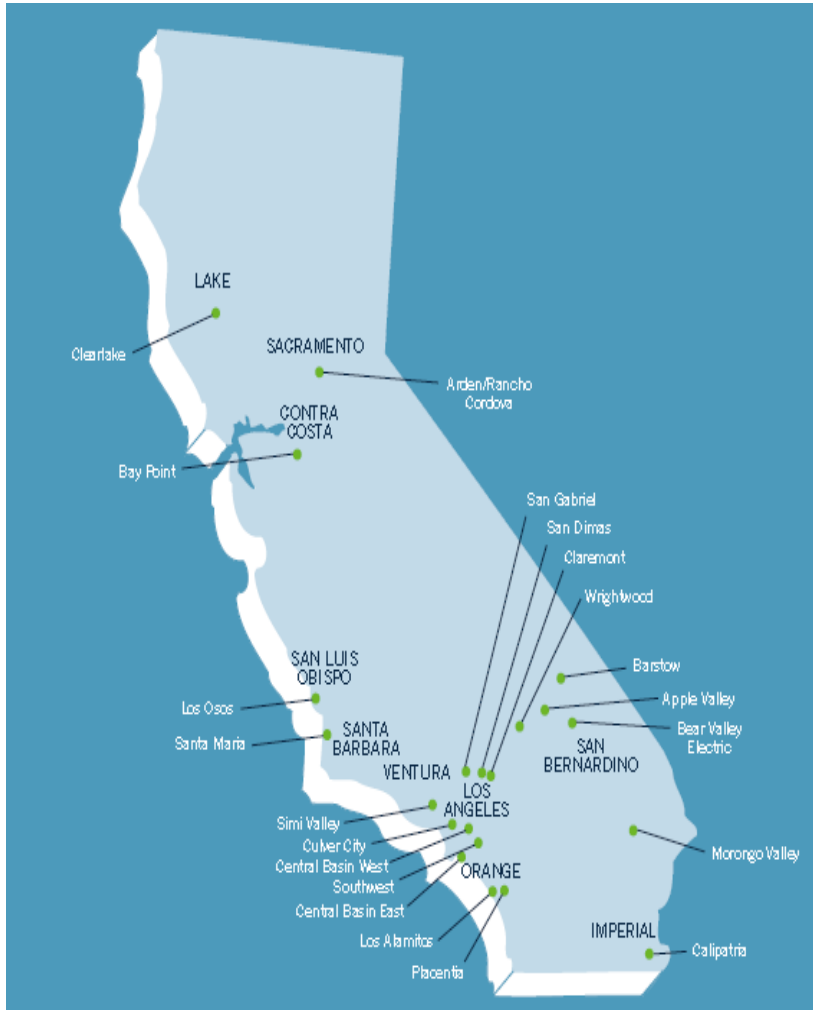 LAKE
Clearlake
SACRAMENTO
Arden/Rancho
Cordova
CONTRA
COSTA
Bay Point
San Gabriel
San Dimas
Claremont
Wrightwood
SAN LUIS
OBISPO
Barstow
Los Osos
Apple Valley
Santa Maria
SANTA
BARBARA
Bear Valley
Electric
SAN
BERNARDINO
VENTURA
LOS
ANGELES
Simi Valley
Culver City
Central Basin West
Southwest
Morongo Valley
ORANGE
Central Basin East
Los Alamitos
Placentia
IMPERIAL
Calipatria